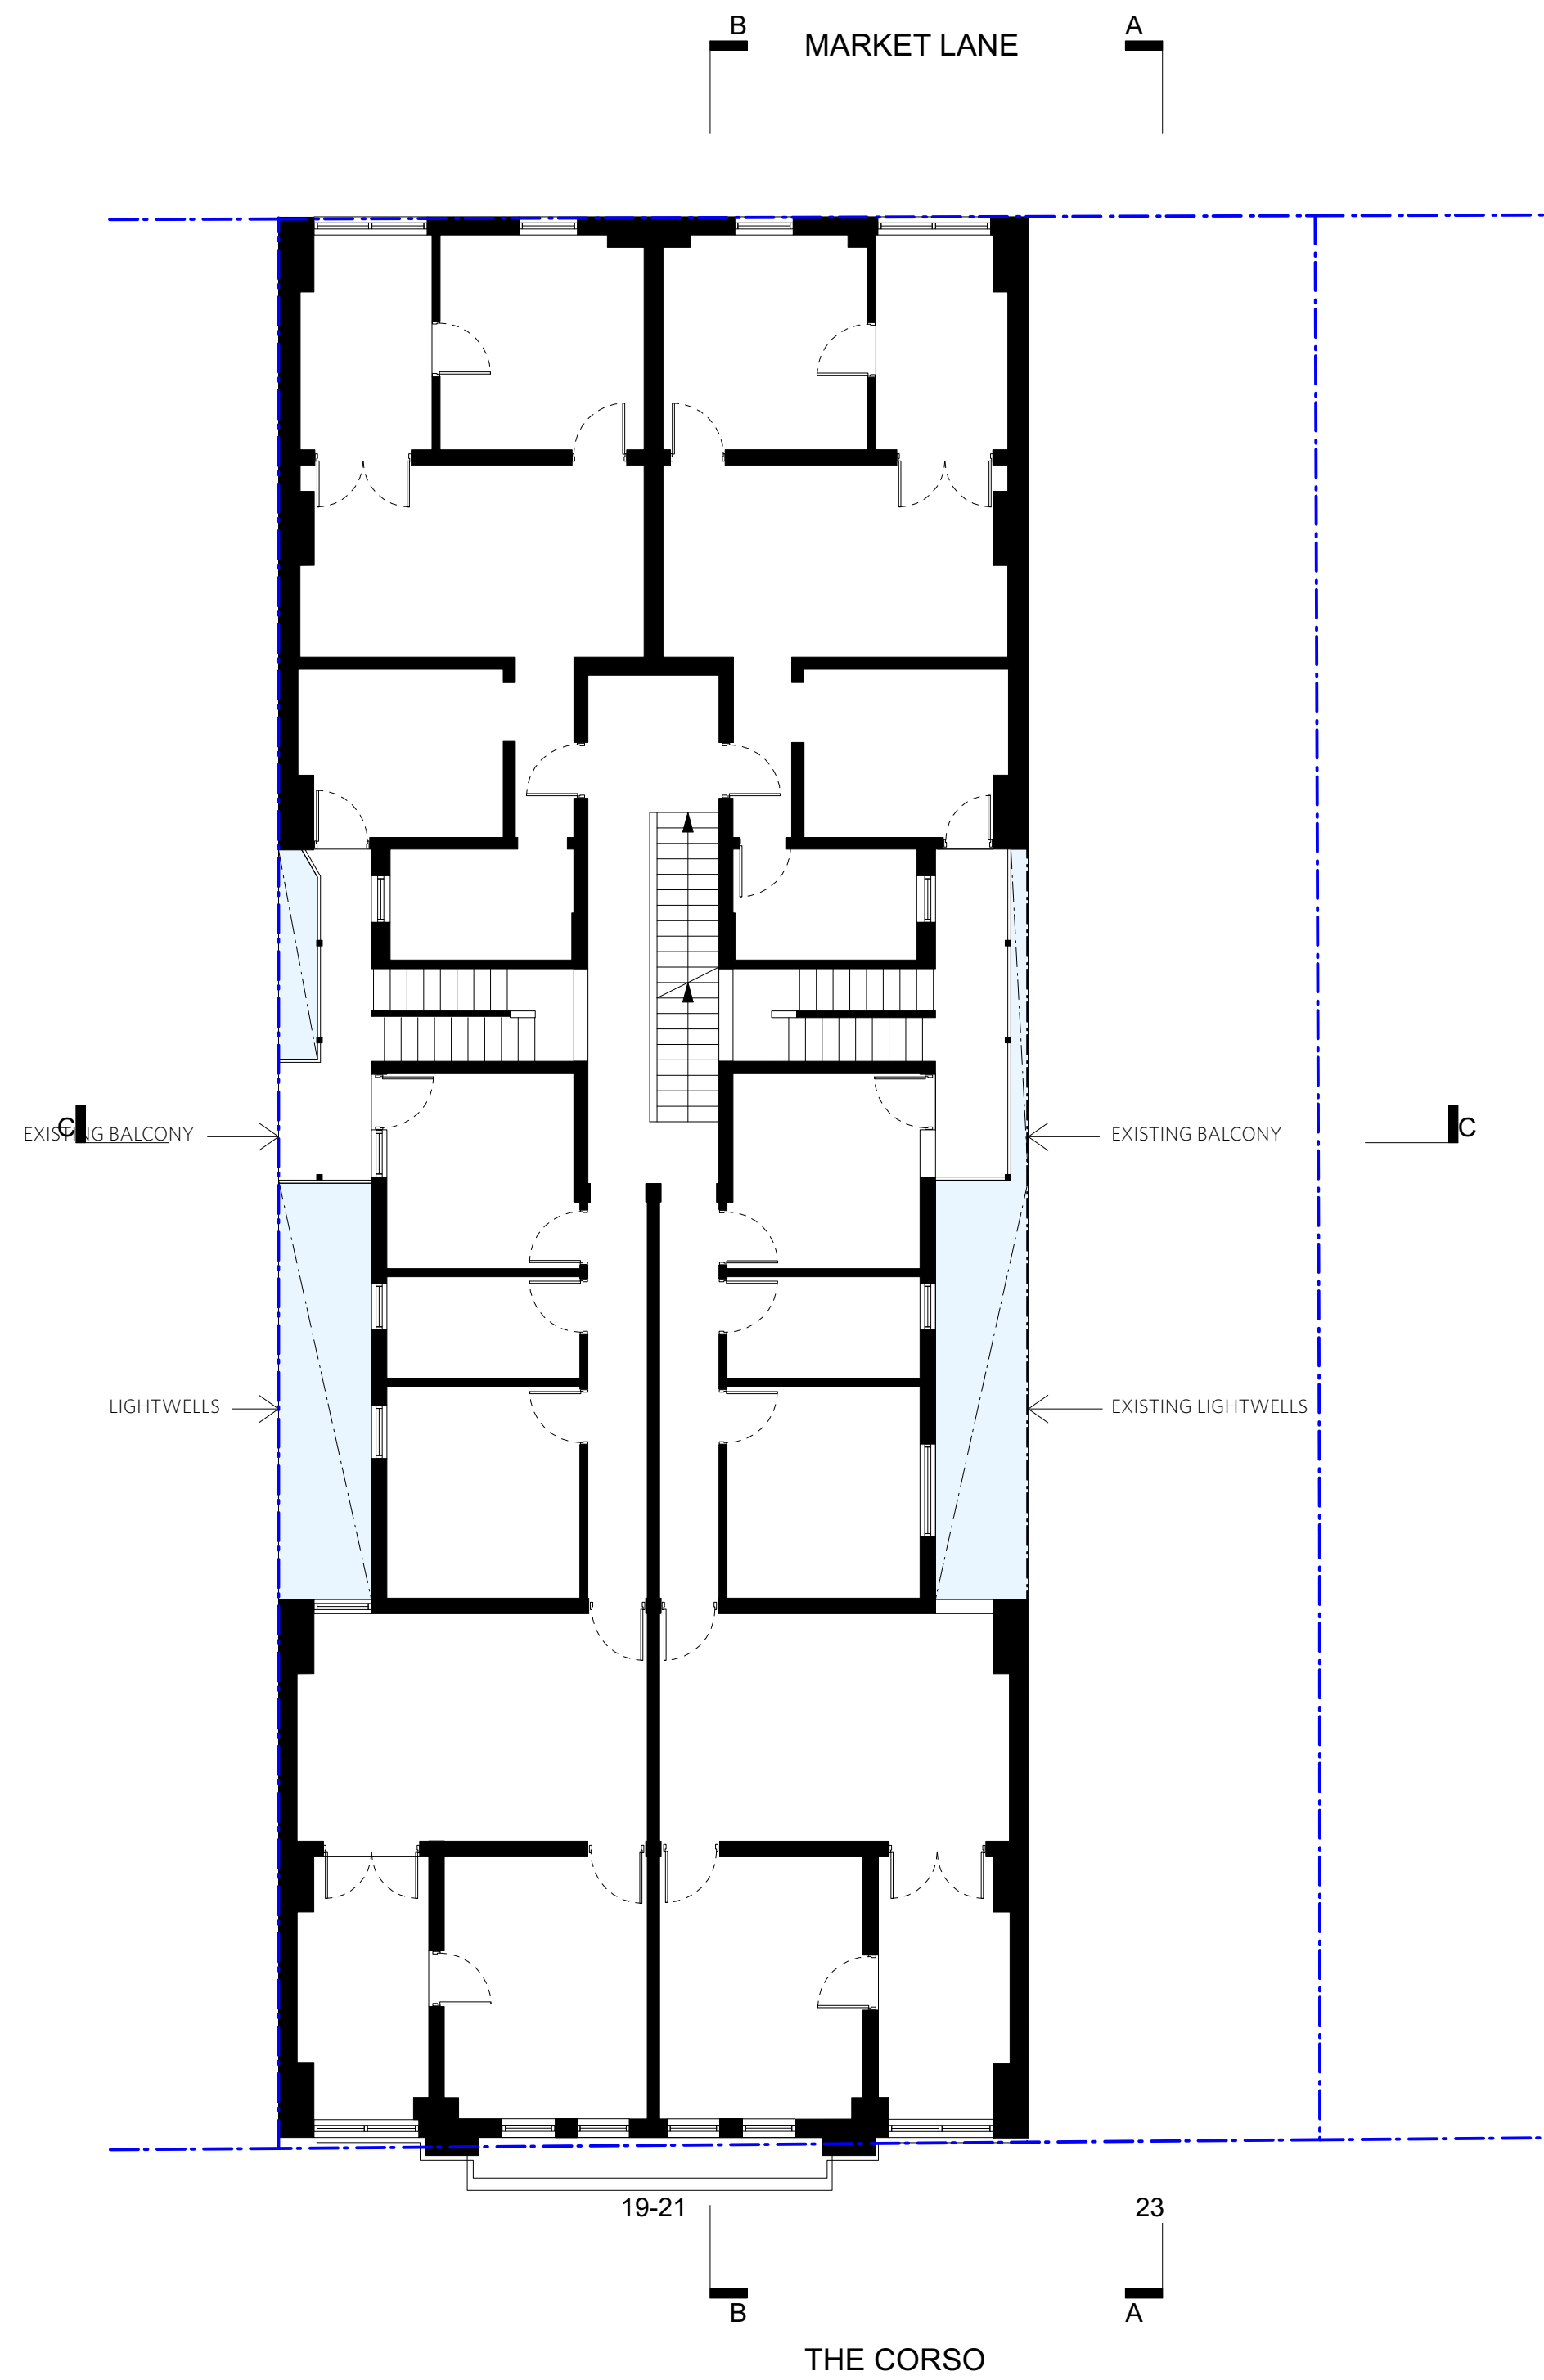 B
A
MARKET LANE
C
EXISTING BALCONY
EXISTING BALCONY
C
LIGHTWELLS
EXISTING LIGHTWELLS
19-21
23
B
A
THE CORSO